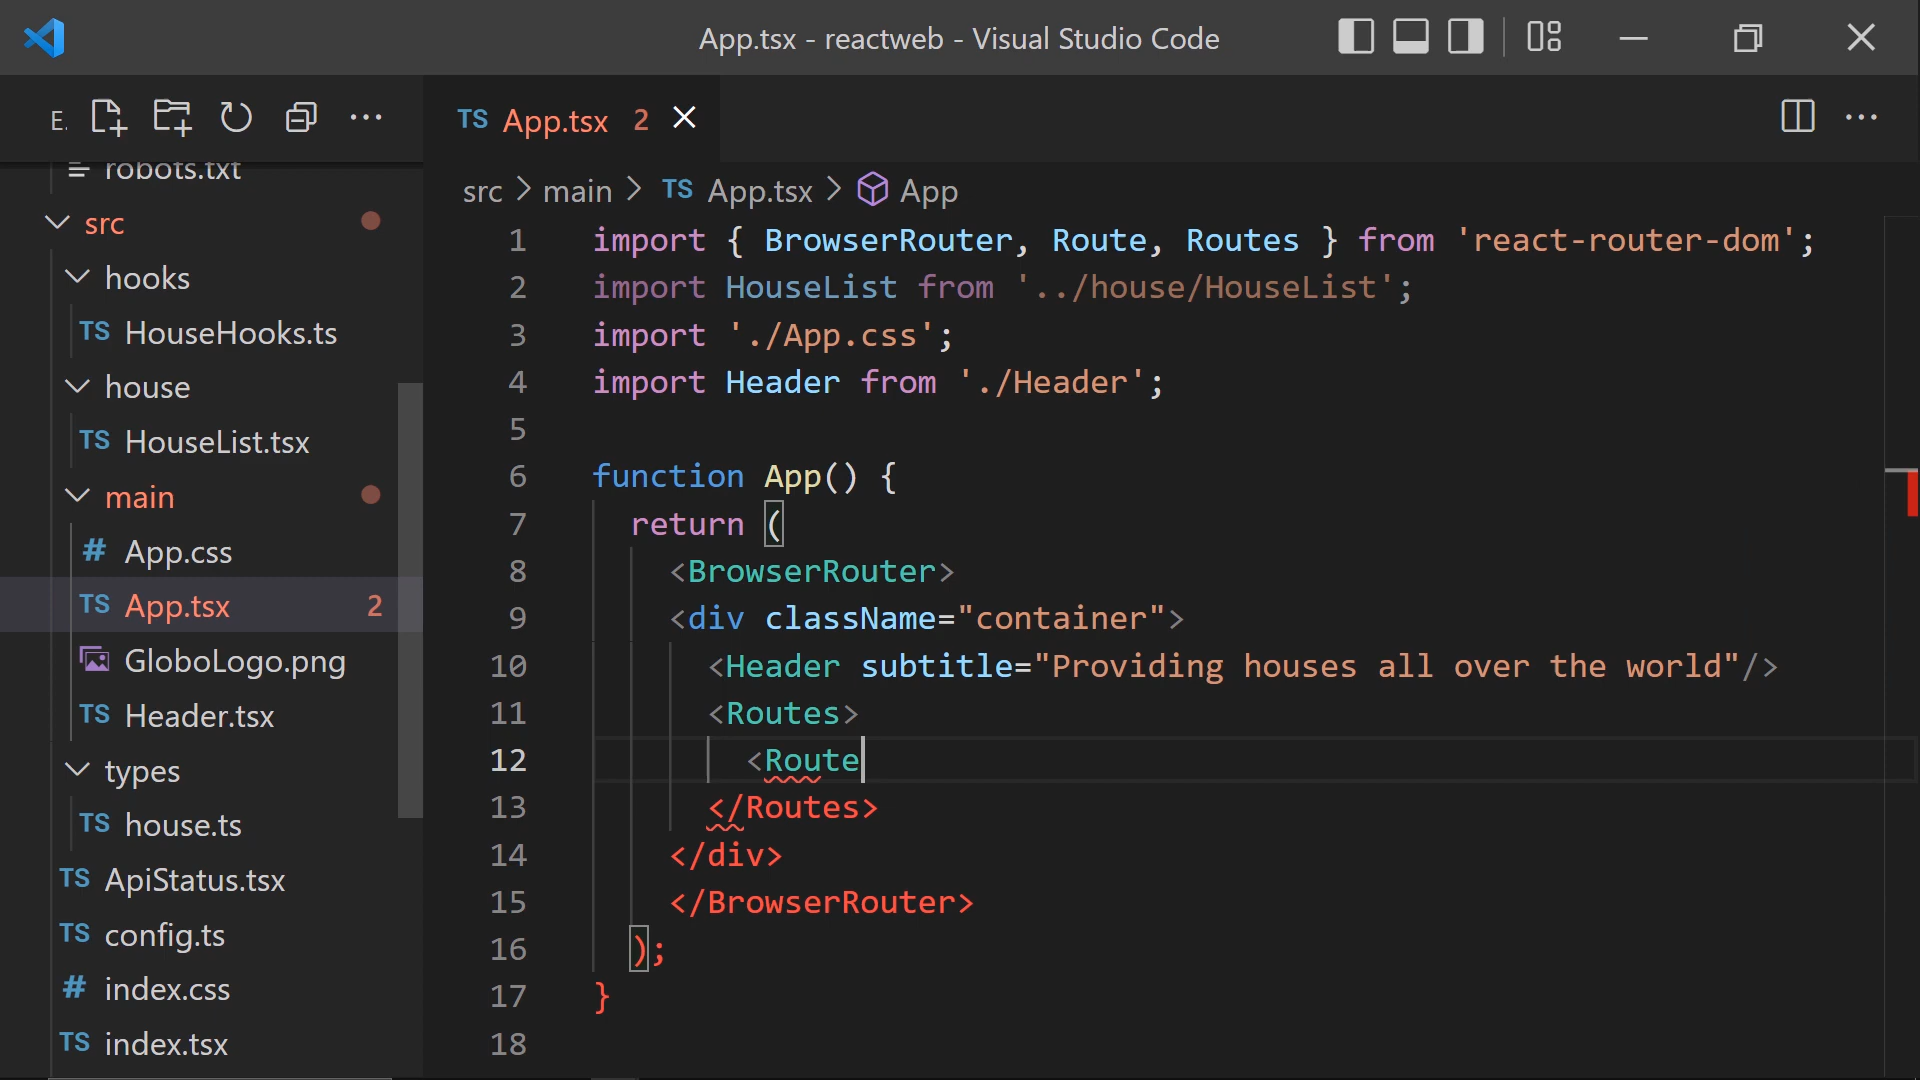 App.tsx - reactweb - Visual Studio Code
E.
TS App.tsx 2
robots.txt
src
hooks
TS HouseHooks.ts
house
TS HouseList.tsx
main
# App.css
TS App.tsx 2
GloboLogo.png
TS Header.tsx
types
TS house.ts
TS ApiStatus.tsx
TS config.ts
# index.css
TS index.tsx
src > main > TS App.tsx > App
1 import { BrowserRouter, Route, Routes } from 'react-router-dom';
2 import HouseList from '../house/HouseList';
3 import './App.css';
4 import Header from './Header';
5
6 function App() {
7 return (
8 <BrowserRouter>
9 <div className="container">
10 <Header subtitle="Providing houses all over the world"/>
11 <Routes>
12 <Route
13 </Routes>
14 </div>
15 </BrowserRouter>
16 );
17 }
18